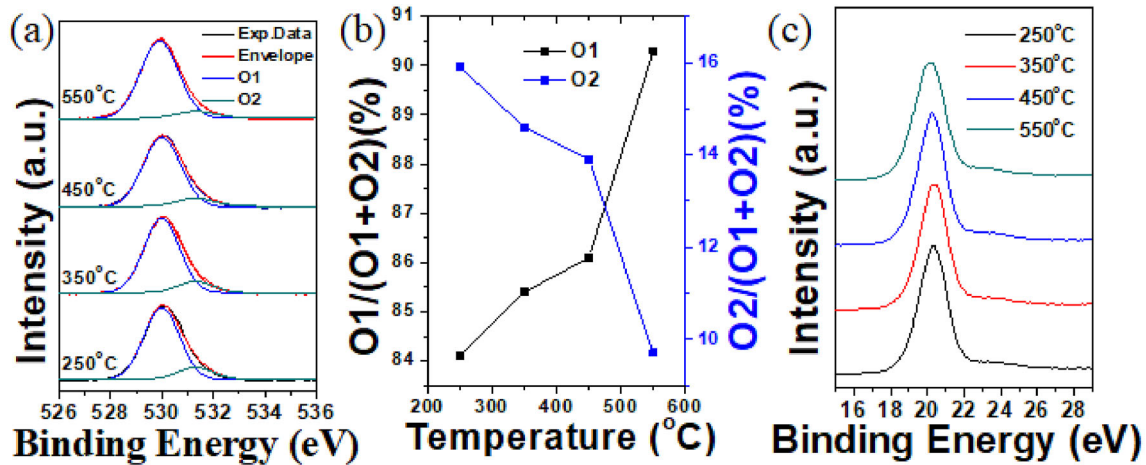 (a)
Exp.Data
Envelope
O1
O2
550°C
450°C
350°C
250°C
Intensity (a.u.)
526 528 530 532 534 536
Binding Energy (eV)
(b)
O1
O2
91
90
89
88
87
86
85
84
O1/(O1+O2)(%)
16
14
12
10
O2/(O1+O2)(%)
200 300 400 500 600
Temperature (°C)
(c)
250°C
350°C
450°C
550°C
Intensity (a.u.)
16 18 20 22 24 26 28
Binding Energy (eV)